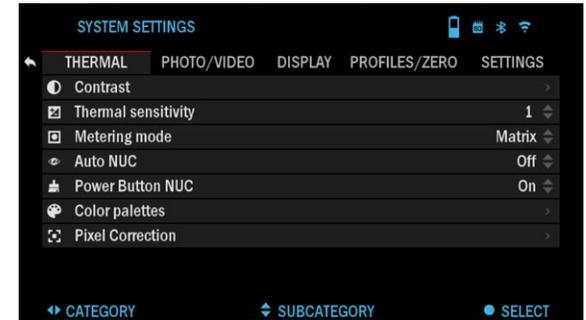 SYSTEM SETTINGS
THERMAL PHOTO/VIDEO DISPLAY PROFILES/ZERO SETTINGS
Contrast
Thermal sensitivity 1
Metering mode Matrix
Auto NUC Off
Power Button NUC On
Color palettes
Pixel Correction
CATEGORY SUBCATEGORY SELECT